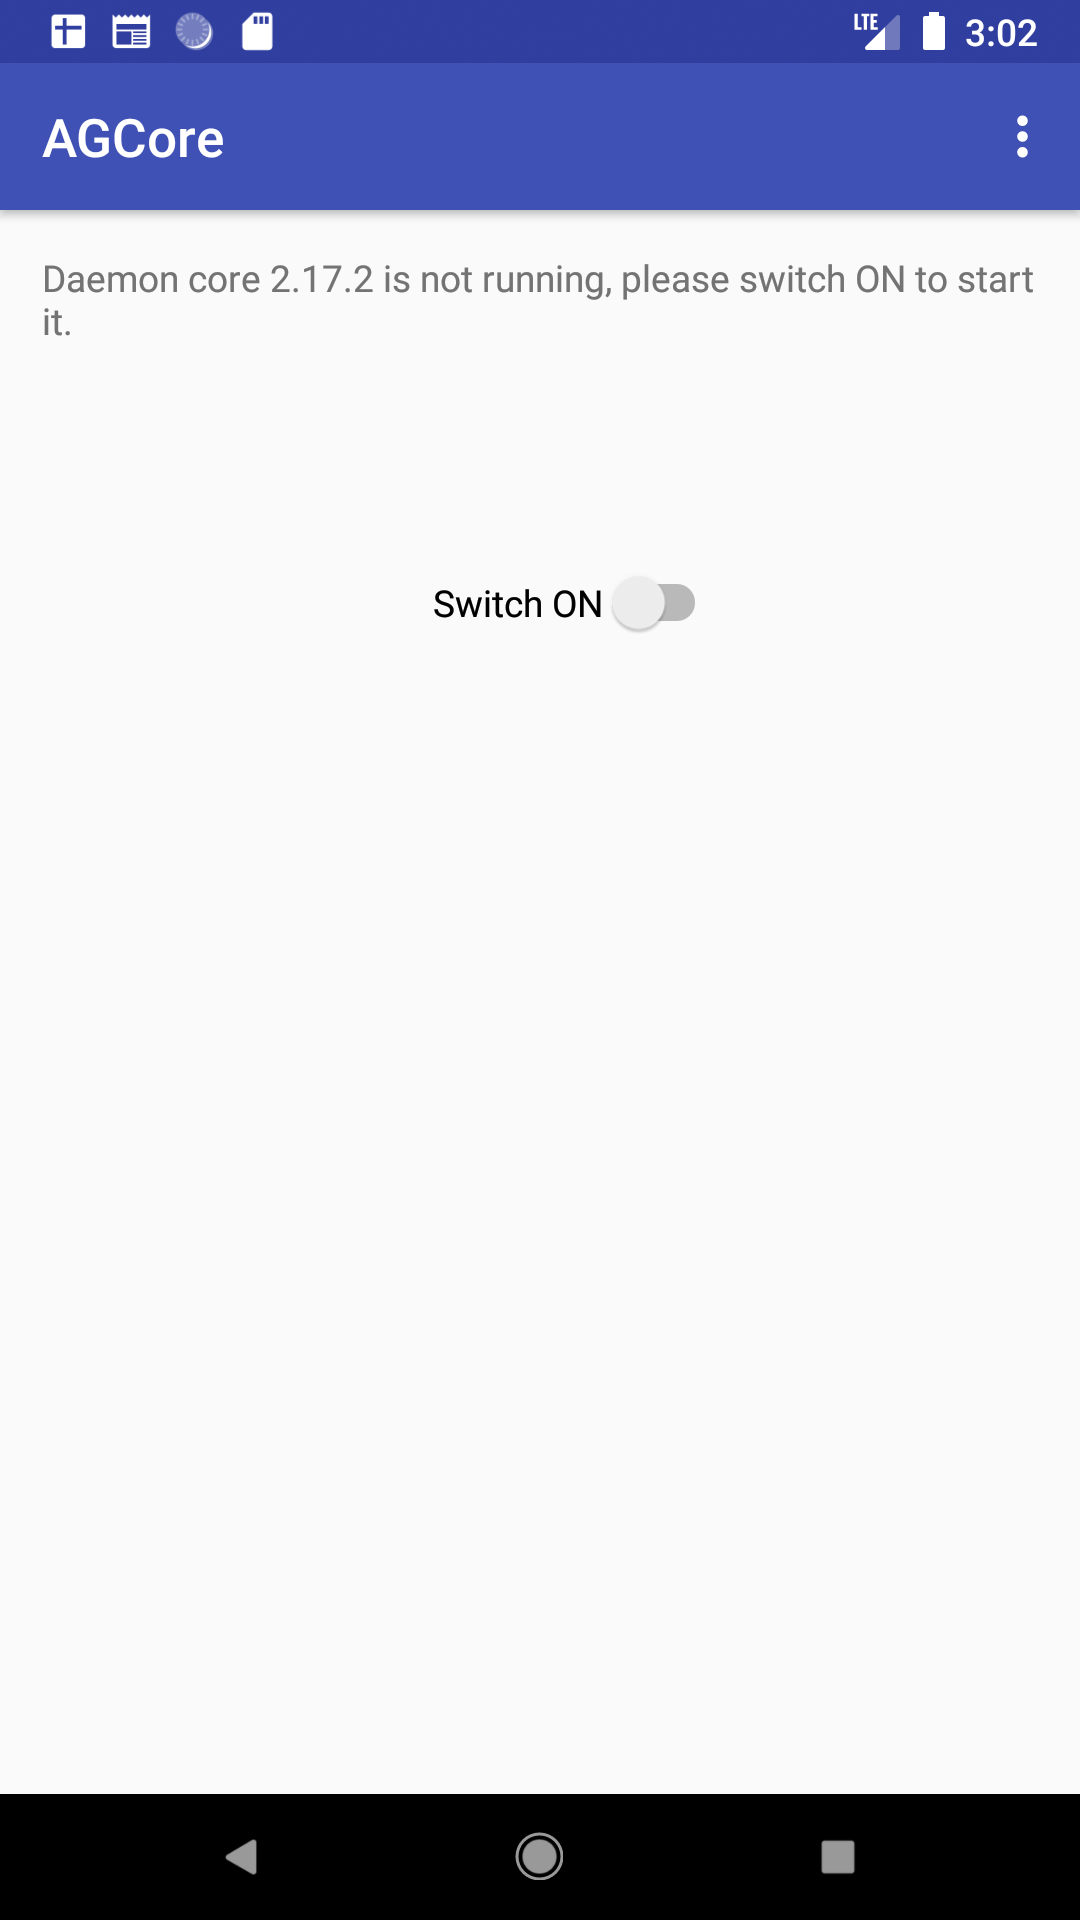 LTE 3:02
AGCore
Daemon core 2.17.2 is not running, please switch ON to start
it.
Switch ON